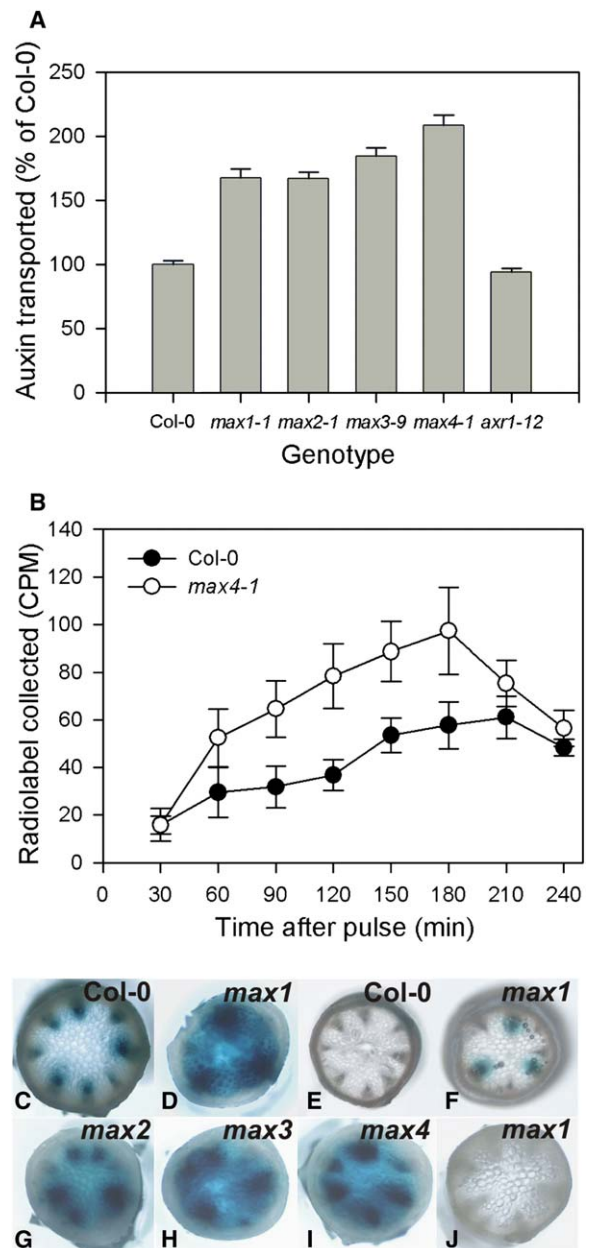 A
250
200
150
100
50
0
Auxin transported (% of Col-0)
Col-0 max1-1 max2-1 max3-9 max4-1 axr1-12
Genotype
B
140
120
100
80
60
40
20
0
Radiolabel collected (CPM)
Col-0
max4-1
0 30 60 90 120 150 180 210 240
Time after pulse (min)
Col-0 max1 Col-0 max1
C D E F
max2 max3 max4 max1
G H I J